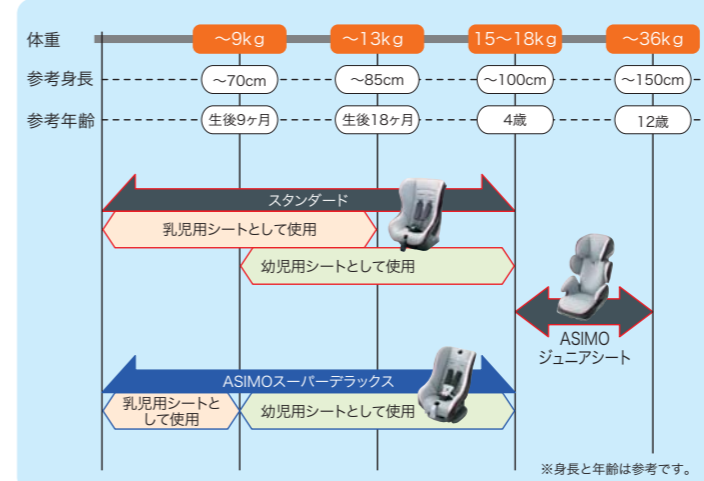 体重 ～9kg ～13kg 15～18kg ～36kg
参考身長 ～70cm ～85cm ～100cm ～150cm
参考年齢 生後9ヶ月 生後18ヶ月 4歳 12歳
スタンダード
乳児用シートとして使用
幼児用シートとして使用
ASIMO
ジュニアシート
ASIMOスーパーデラックス
乳児用シートと
して使用
幼児用シートとして使用
※身長と年齢は参考です。